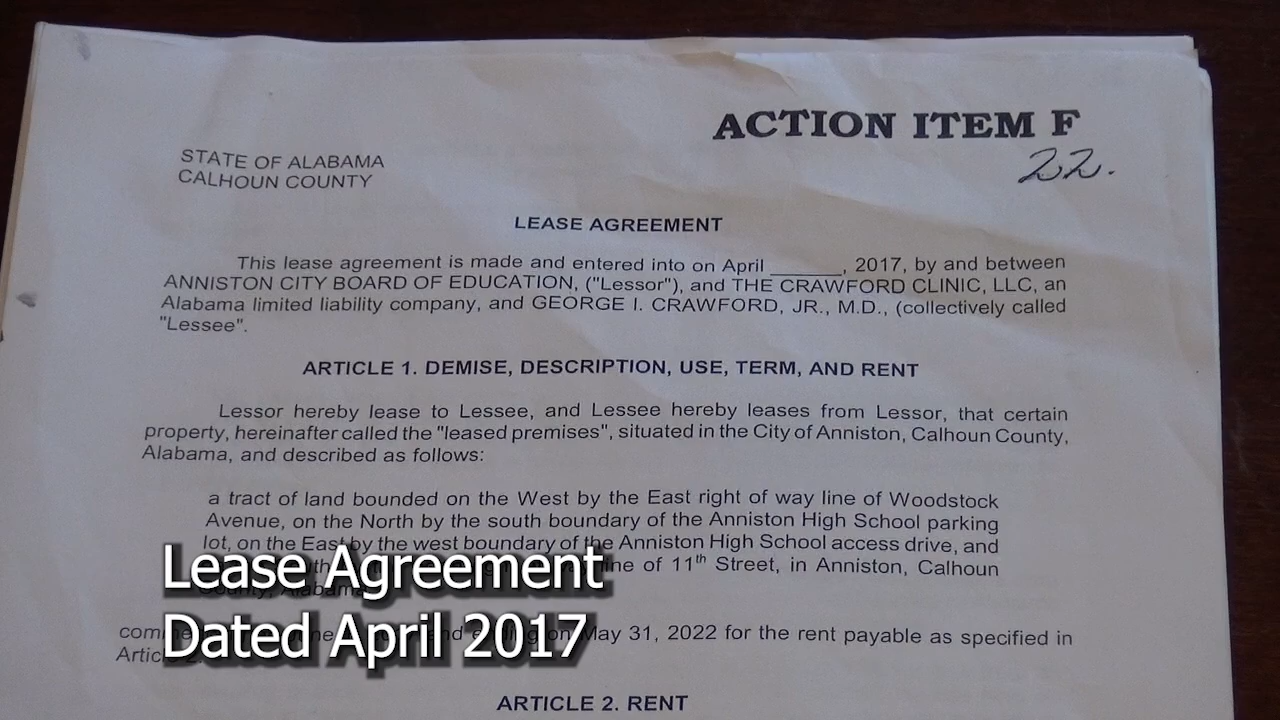 ACTION ITEM F
22.
STATE OF ALABAMA
CALHOUN COUNTY
LEASE AGREEMENT
This lease agreement is made and entered into on April ______, 2017, by and between
ANNISTON CITY BOARD OF EDUCATION, ("Lessor"), and THE CRAWFORD CLINIC, LLC, an
Alabama limited liability company, and GEORGE I. CRAWFORD, JR., M.D., (collectively called
"Lessee".
ARTICLE 1. DEMISE, DESCRIPTION, USE, TERM, AND RENT
Lessor hereby lease to Lessee, and Lessee hereby leases from Lessor, that certain
property, hereinafter called the "leased premises", situated in the City of Anniston, Calhoun County,
Alabama, and described as follows:
a tract of land bounded on the West by the East right of way line of Woodstock
Avenue, on the North by the south boundary of the Anniston High School parking
lot, on the East by the west boundary of the Anniston High School access drive, and
line of 11th Street, in Anniston, Calhoun
County, Alabama
on May 31, 2022 for the rent payable as specified in
Article 2.
ARTICLE 2. RENT
Lease Agreement
Dated April 2017